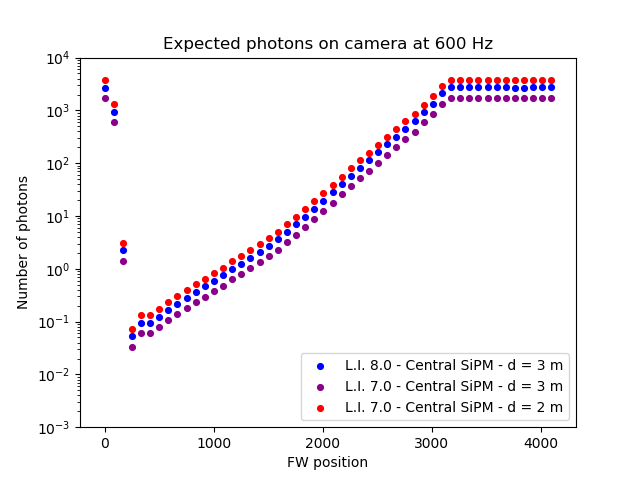 Expected photons on camera at 600 Hz
Number of photons
10^4
10^3
10^2
10^1
10^0
10^−1
10^−2
10^−3
L.I. 8.0 - Central SiPM - d = 3 m
L.I. 7.0 - Central SiPM - d = 3 m
L.I. 7.0 - Central SiPM - d = 2 m
0 1000 2000 3000 4000
FW position